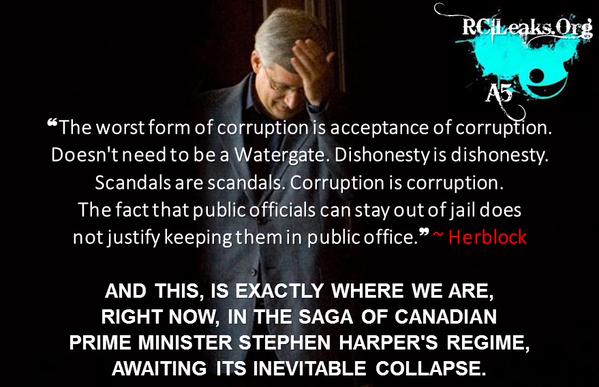 RCILeaks.Org
A5
❝The worst form of corruption is acceptance of corruption.
Doesn't need to be a Watergate. Dishonesty is dishonesty.
Scandals are scandals. Corruption is corruption.
The fact that public officials can stay out of jail does
not justify keeping them in public office.❞ ~ Herblock
AND THIS, IS EXACTLY WHERE WE ARE,
RIGHT NOW, IN THE SAGA OF CANADIAN
PRIME MINISTER STEPHEN HARPER'S REGIME,
AWAITING ITS INEVITABLE COLLAPSE.